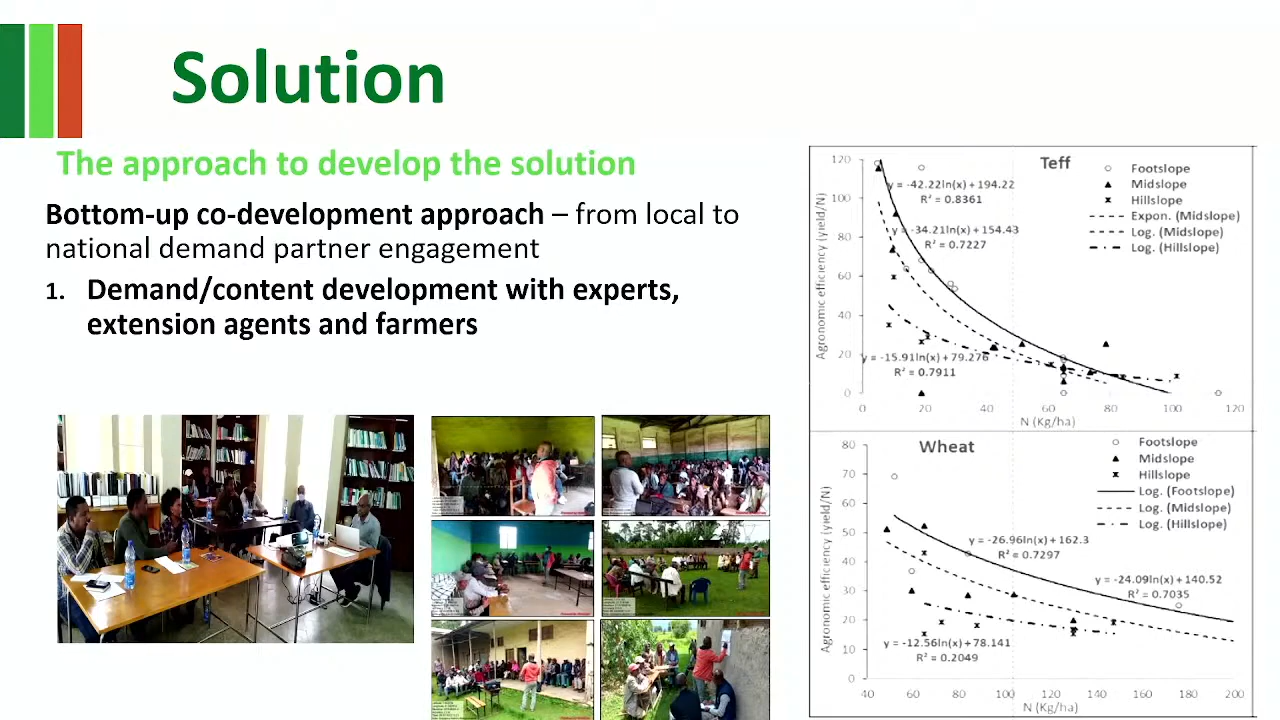 Solution
The approach to develop the solution
Bottom-up co-development approach – from local to
national demand partner engagement
1. Demand/content development with experts,
extension agents and farmers
Teff
Agronomic efficiency (yield/N)
120
100
80
60
40
20
0
y = -42.22ln(x) + 194.22
R² = 0.8361
y = -34.21ln(x) + 154.43
R² = 0.7227
y = -15.91ln(x) + 79.276
R² = 0.7911
Footslope
Midslope
Hillslope
Expon. (Midslope)
Log. (Midslope)
Log. (Hillslope)
0 20 40 60 80 100 120
N (Kg/ha)
Wheat
Agronomic efficiency (yield/N)
80
70
60
50
40
30
20
10
0
Footslope
Midslope
Hillslope
Log. (Footslope)
Log. (Midslope)
Log. (Hillslope)
y = -26.96ln(x) + 162.3
R² = 0.7297
y = -24.09ln(x) + 140.52
R² = 0.7035
y = -12.56ln(x) + 78.141
R² = 0.2049
40 60 80 100 120 140 160 180 200
N (Kg/ha)